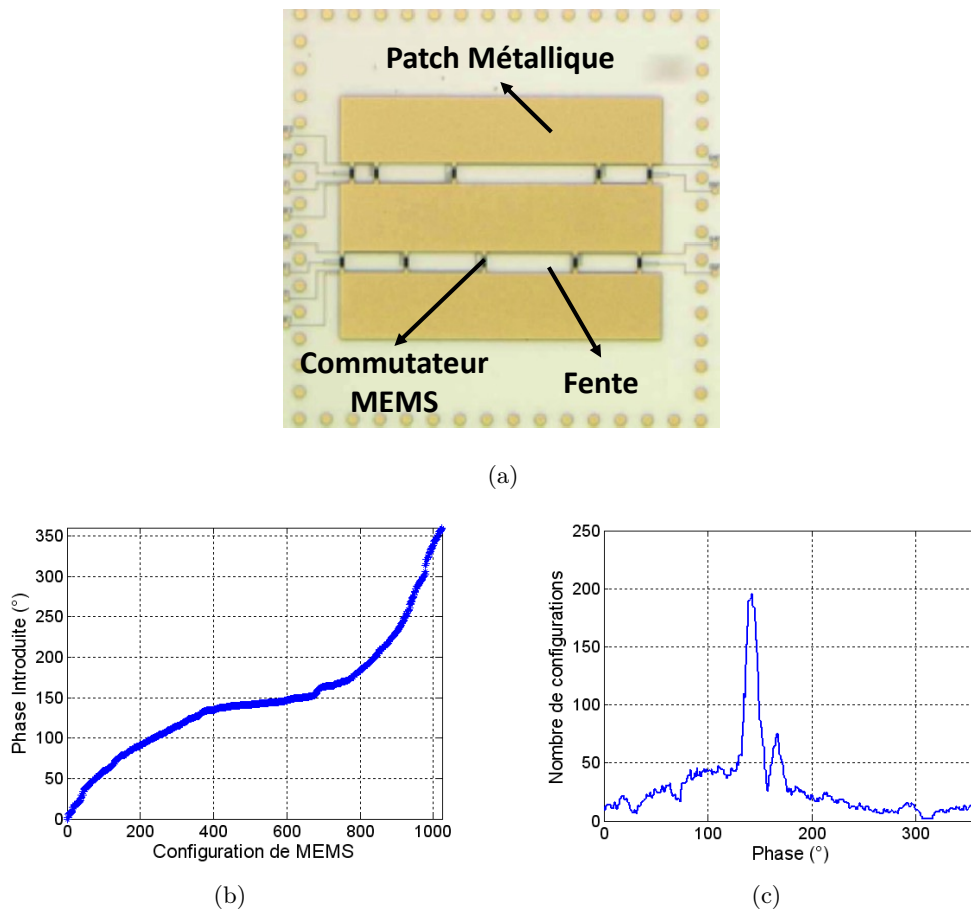 Patch Métallique
Commutateur
MEMS
Fente
(a)
350
300
250
200
150
100
50
0
0 200 400 600 800 1000
Phase Introduite (°)
Configuration de MEMS
(b)
250
200
150
100
50
0
0 100 200 300
Nombre de configurations
Phase (°)
(c)